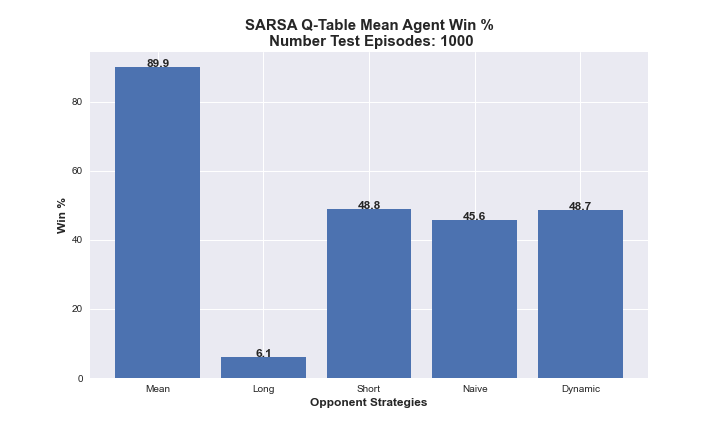 SARSA Q-Table Mean Agent Win %
Number Test Episodes: 1000
89.9
80
60
48.8
48.7
45.6
Win %
40
20
6.1
0
Mean Long Short Naive Dynamic
Opponent Strategies